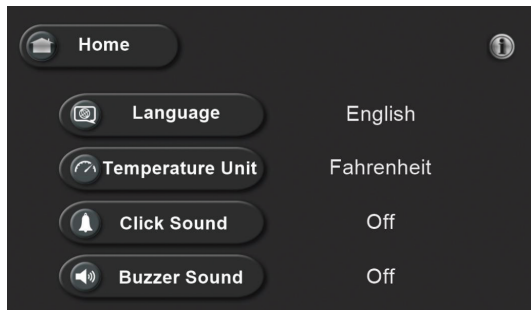 Home
Language English
Temperature Unit Fahrenheit
Click Sound Off
Buzzer Sound Off